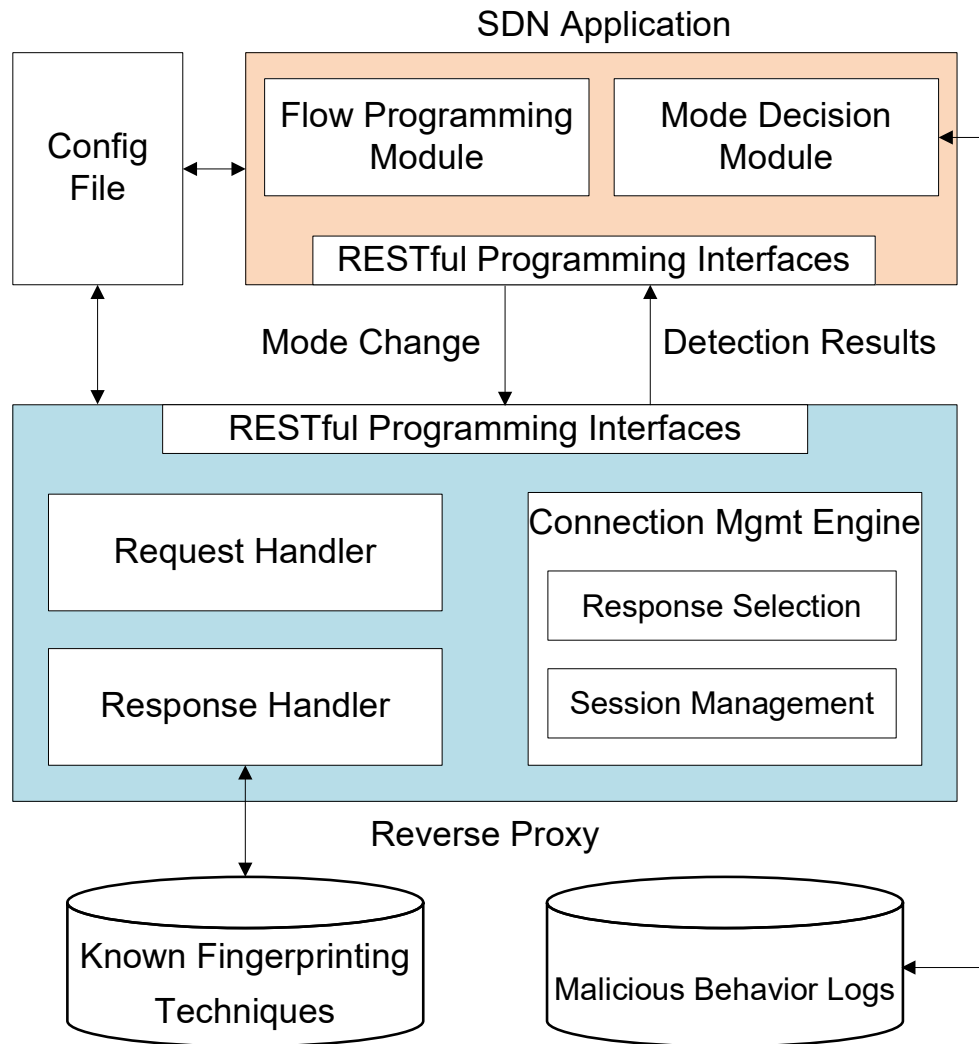 SDN Application
Config
File
Flow Programming
Module
Mode Decision
Module
RESTful Programming Interfaces
Mode Change
Detection Results
RESTful Programming Interfaces
Request Handler
Response Handler
Connection Mgmt Engine
Response Selection
Session Management
Reverse Proxy
Known Fingerprinting
Techniques
Malicious Behavior Logs